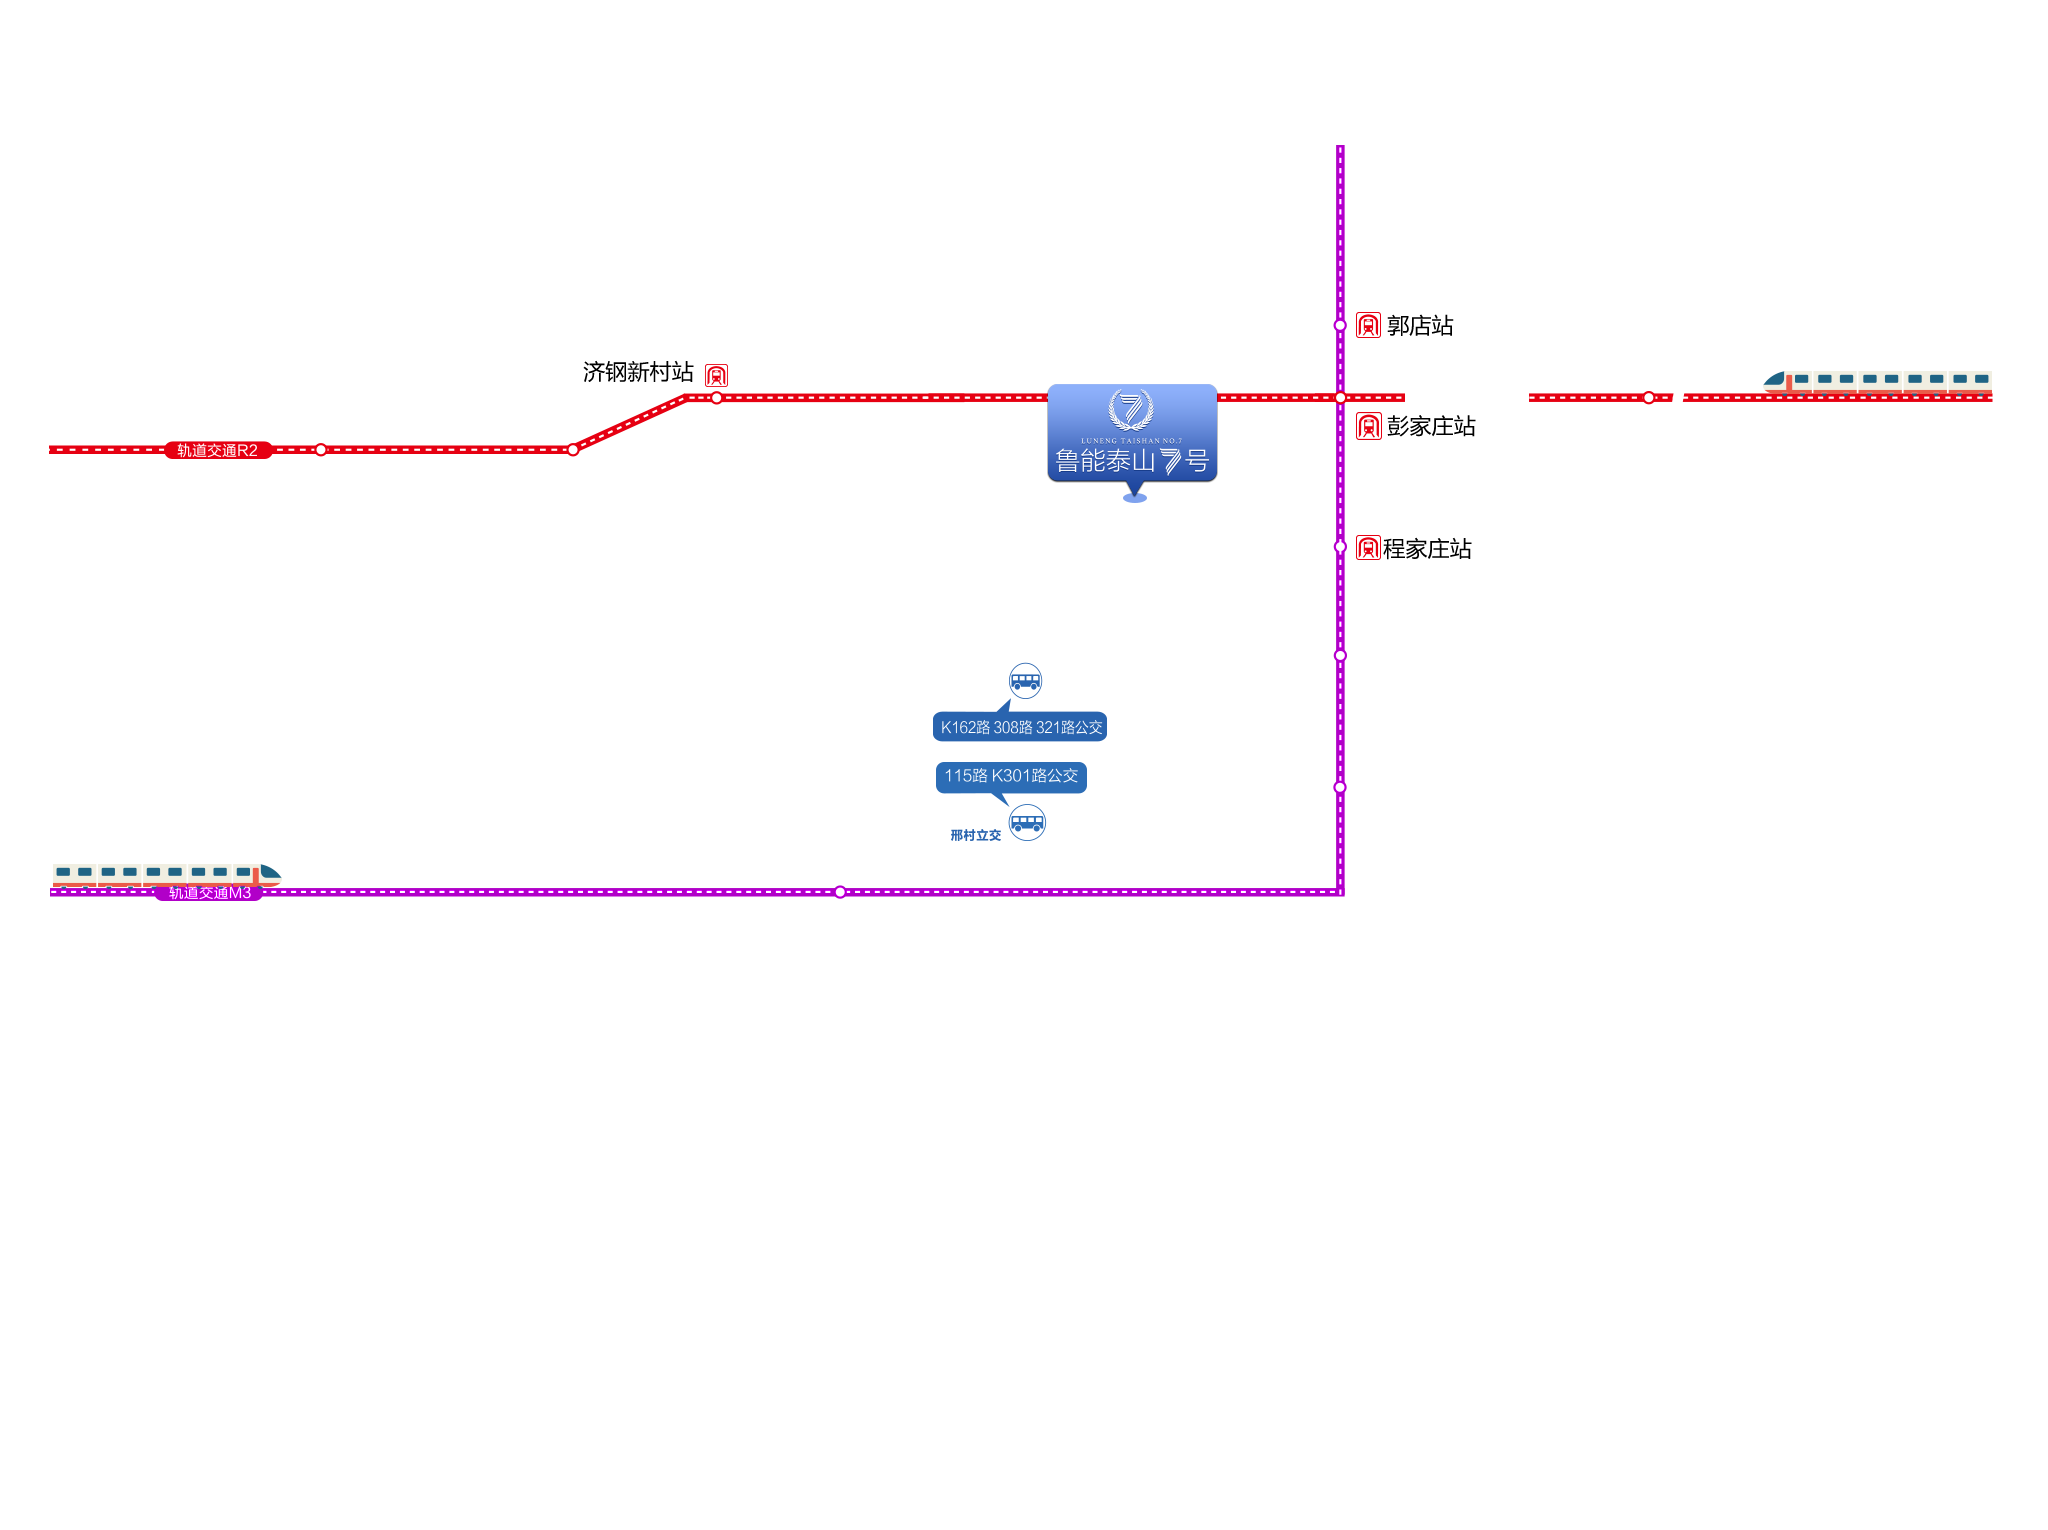 郭店站
济钢新村站
彭家庄站
7
LUNENG TAISHAN NO.7
鲁能泰山7号
轨道交通R2
程家庄站
K162路 308路 321路公交
115路 K301路公交
邢村立交
轨道交通M3